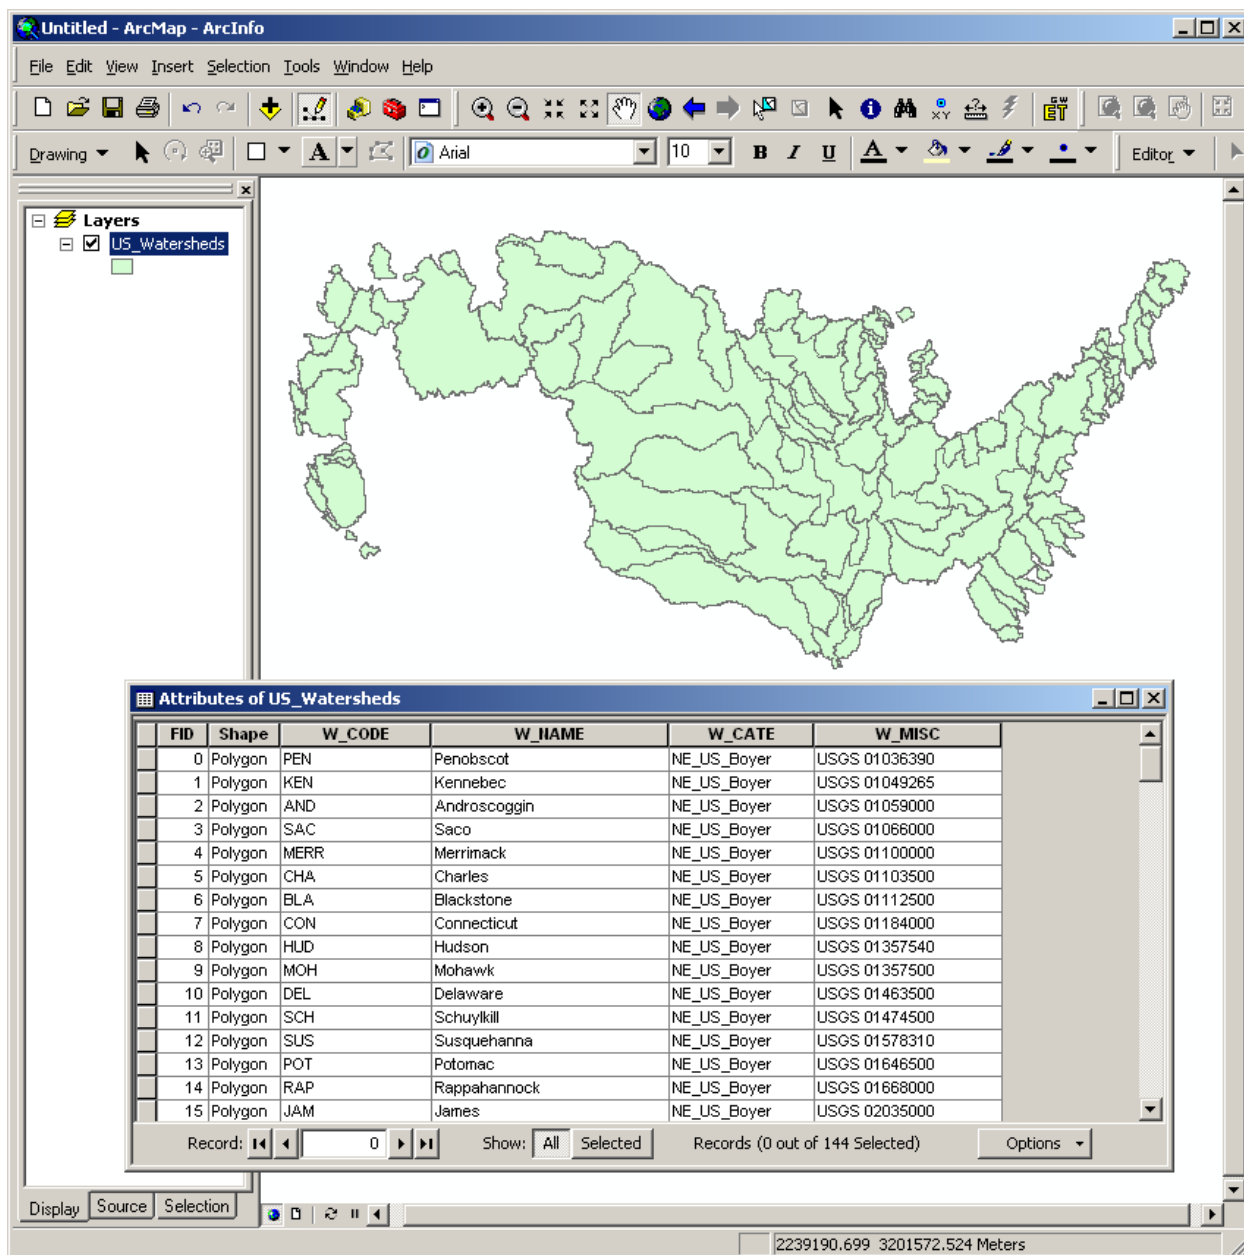 Untitled - ArcMap - ArcInfo
File Edit View Insert Selection Tools Window Help
Drawing A Arial 10 B I U A Editor
Layers
US_Watersheds
Attributes of US_Watersheds
FID Shape W_CODE W_NAME W_CATE W_MISC
0 Polygon PEN Penobscot NE_US_Boyer USGS 01036390
1 Polygon KEN Kennebec NE_US_Boyer USGS 01049265
2 Polygon AND Androscoggin NE_US_Boyer USGS 01059000
3 Polygon SAC Saco NE_US_Boyer USGS 01066000
4 Polygon MERR Merrimack NE_US_Boyer USGS 01100000
5 Polygon CHA Charles NE_US_Boyer USGS 01103500
6 Polygon BLA Blackstone NE_US_Boyer USGS 01112500
7 Polygon CON Connecticut NE_US_Boyer USGS 01184000
8 Polygon HUD Hudson NE_US_Boyer USGS 01357540
9 Polygon MOH Mohawk NE_US_Boyer USGS 01357500
10 Polygon DEL Delaware NE_US_Boyer USGS 01463500
11 Polygon SCH Schuylkill NE_US_Boyer USGS 01474500
12 Polygon SUS Susquehanna NE_US_Boyer USGS 01578310
13 Polygon POT Potomac NE_US_Boyer USGS 01646500
14 Polygon RAP Rappahannock NE_US_Boyer USGS 01668000
15 Polygon JAM James NE_US_Boyer USGS 02035000
Record: 0 Show: All Selected Records (0 out of 144 Selected) Options
Display Source Selection
2239190.699 3201572.524 Meters